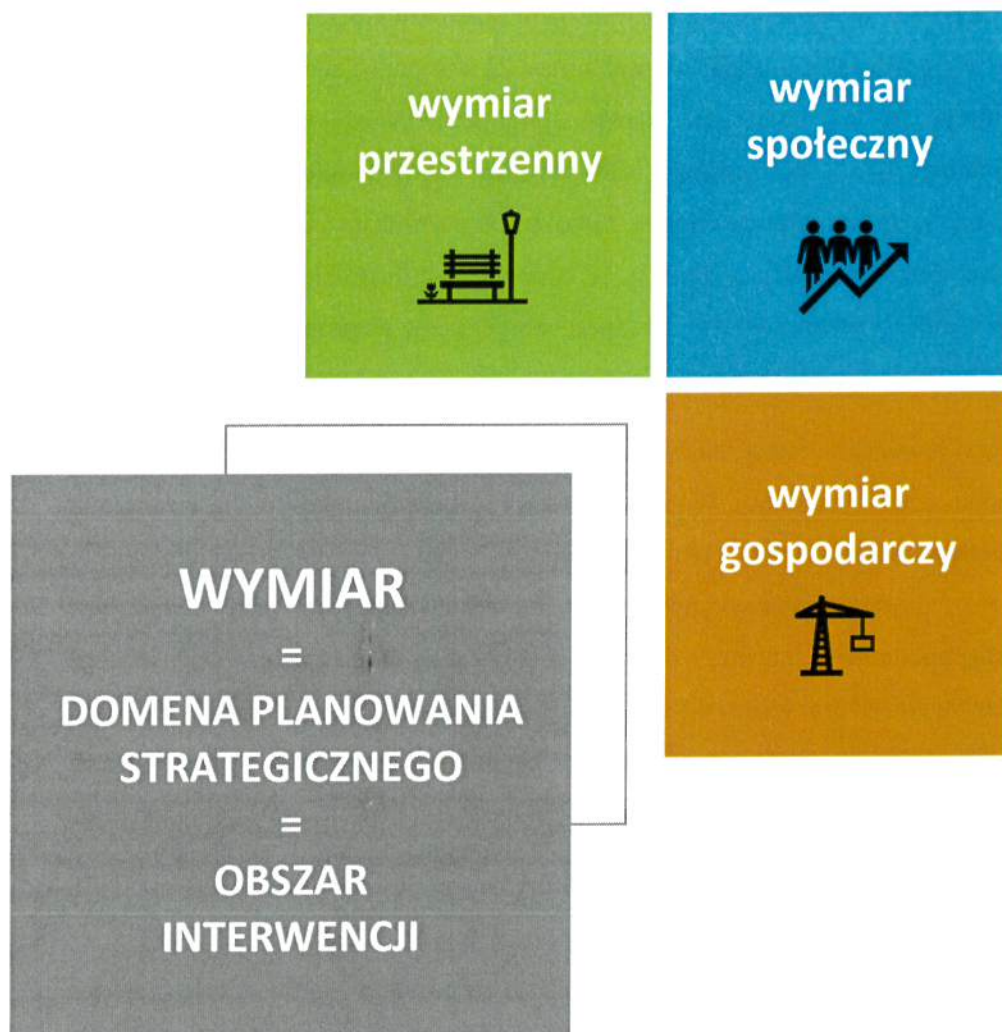 wymiar
przestrzenny
wymiar
społeczny
wymiar
gospodarczy
WYMIAR
=
DOMENA PLANOWANIA
STRATEGICZNEGO
=
OBSZAR
INTERWENCJI